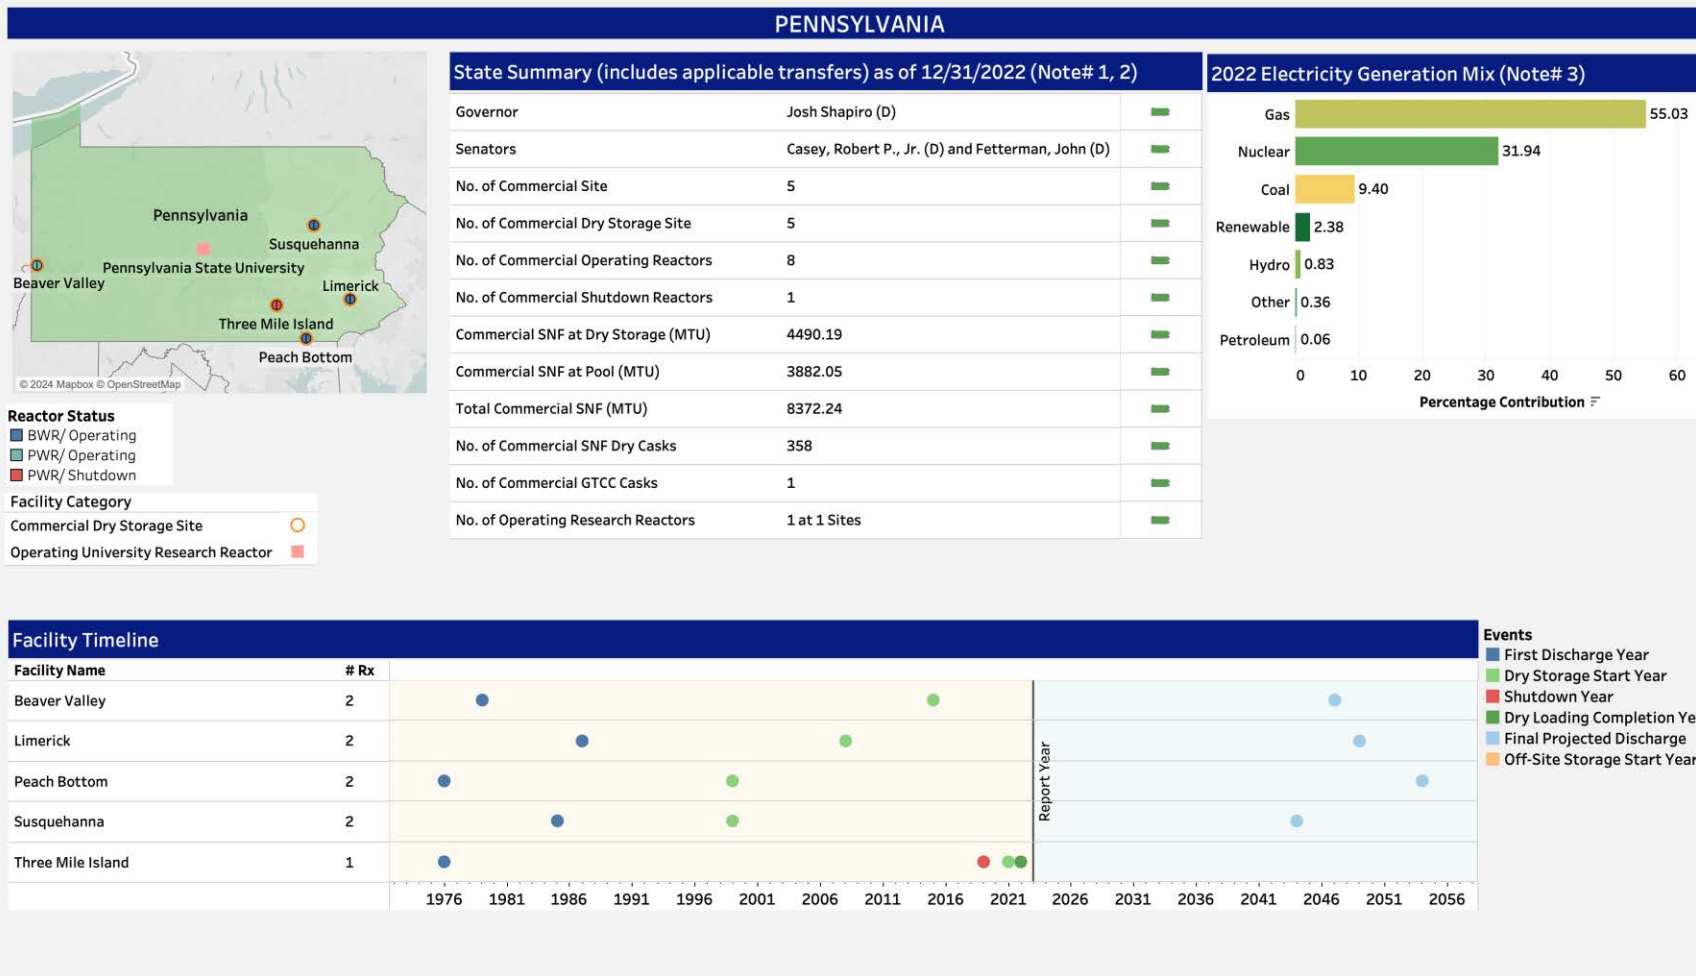 PENNSYLVANIA
Pennsylvania
Susquehanna
Pennsylvania State University
Beaver Valley
Limerick
Three Mile Island
Peach Bottom
© 2024 Mapbox © OpenStreetMap
Reactor Status
BWR/ Operating
PWR/ Operating
PWR/ Shutdown
Facility Category
Commercial Dry Storage Site
Operating University Research Reactor
State Summary (includes applicable transfers) as of 12/31/2022 (Note# 1, 2)
Governor Josh Shapiro (D)
Senators Casey, Robert P., Jr. (D) and Fetterman, John (D)
No. of Commercial Site 5
No. of Commercial Dry Storage Site 5
No. of Commercial Operating Reactors 8
No. of Commercial Shutdown Reactors 1
Commercial SNF at Dry Storage (MTU) 4490.19
Commercial SNF at Pool (MTU) 3882.05
Total Commercial SNF (MTU) 8372.24
No. of Commercial SNF Dry Casks 358
No. of Commercial GTCC Casks 1
No. of Operating Research Reactors 1 at 1 Sites
2022 Electricity Generation Mix (Note# 3)
Gas 55.03
Nuclear 31.94
Coal 9.40
Renewable 2.38
Hydro 0.83
Other 0.36
Petroleum 0.06
0 10 20 30 40 50 60
Percentage Contribution
Facility Timeline
Facility Name # Rx
Beaver Valley 2
Limerick 2
Peach Bottom 2
Susquehanna 2
Three Mile Island 1
Report Year
1976 1981 1986 1991 1996 2001 2006 2011 2016 2021 2026 2031 2036 2041 2046 2051 2056
Events
First Discharge Year
Dry Storage Start Year
Shutdown Year
Dry Loading Completion Ye
Final Projected Discharge
Off-Site Storage Start Year